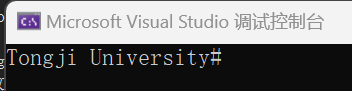 Microsoft Visual Studio 调试控制台
Tongji University#